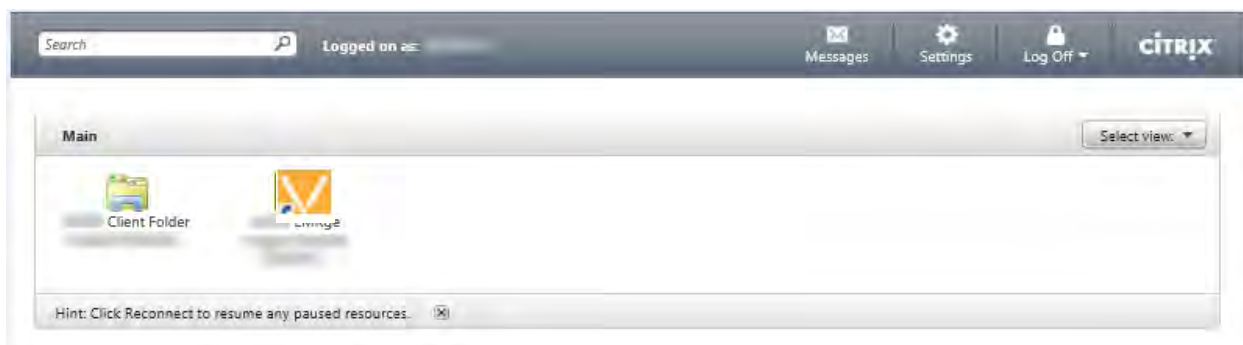 Search
Logged on as:
Messages
Settings
Log Off
CITRIX
Main
Select view:
Client Folder
Hint: Click Reconnect to resume any paused resources.